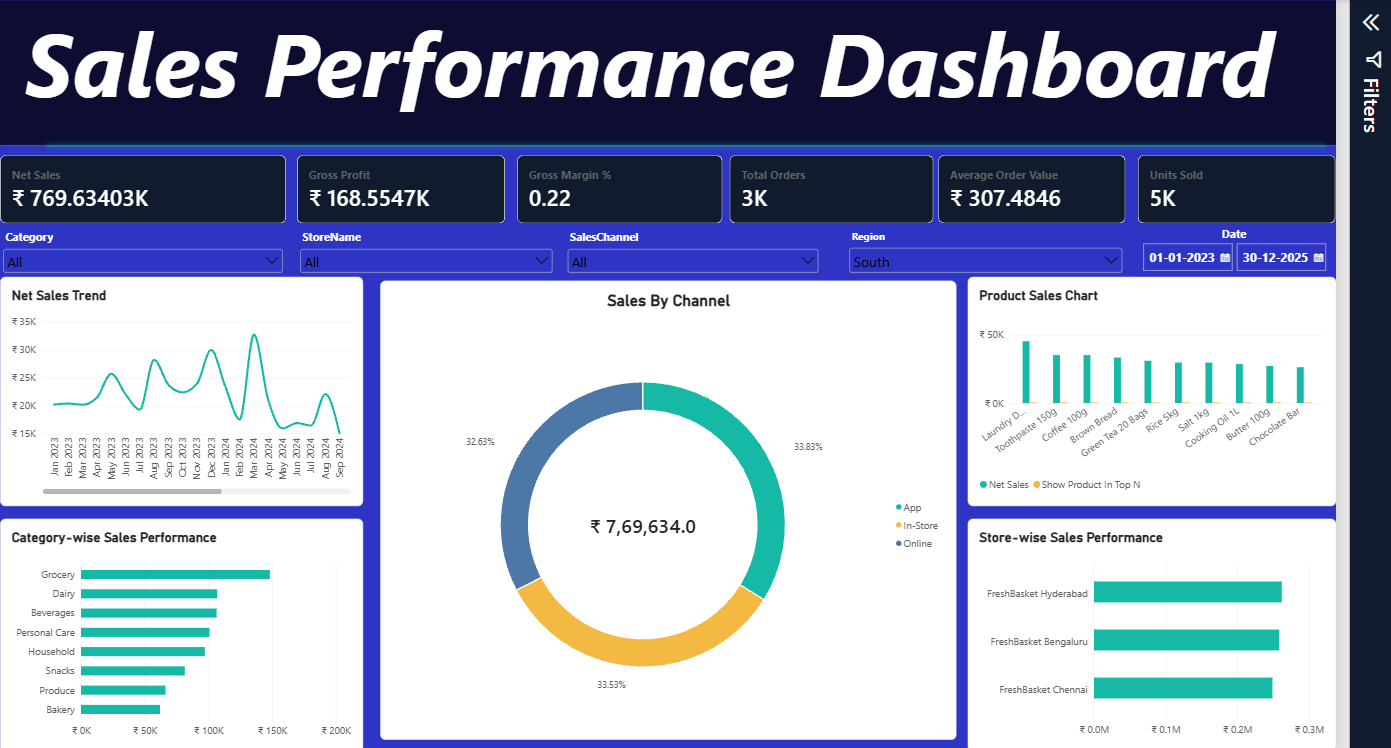 Sales Performance Dashboard
Filters
Net Sales
₹ 769.63403K
Gross Profit
₹ 168.5547K
Gross Margin %
0.22
Total Orders
3K
Average Order Value
₹ 307.4846
Units Sold
5K
Category
All
StoreName
All
SalesChannel
All
Region
South
Date
01-01-2023
30-12-2025
Net Sales Trend
₹ 35K
₹ 30K
₹ 25K
₹ 20K
₹ 15K
Jan 2023
Feb 2023
Mar 2023
Apr 2023
May 2023
Jun 2023
Jul 2023
Aug 2023
Sep 2023
Oct 2023
Nov 2023
Dec 2023
Jan 2024
Feb 2024
Mar 2024
Apr 2024
May 2024
Jun 2024
Jul 2024
Aug 2024
Sep 2024
Sales By Channel
32.63%
33.83%
₹ 7,69,634.0
33.53%
App
In-Store
Online
Product Sales Chart
₹ 50K
₹ 0K
Laundry D...
Toothpaste 150g
Coffee 100g
Brown Bread
Green Tea 20 Bags
Rice 5kg
Salt 1kg
Cooking Oil 1L
Butter 100g
Chocolate Bar
Net Sales
Show Product In Top N
Category-wise Sales Performance
Grocery
Dairy
Beverages
Personal Care
Household
Snacks
Produce
Bakery
₹ 0K
₹ 50K
₹ 100K
₹ 150K
₹ 200K
Store-wise Sales Performance
FreshBasket Hyderabad
FreshBasket Bengaluru
FreshBasket Chennai
₹ 0.0M
₹ 0.1M
₹ 0.2M
₹ 0.3M